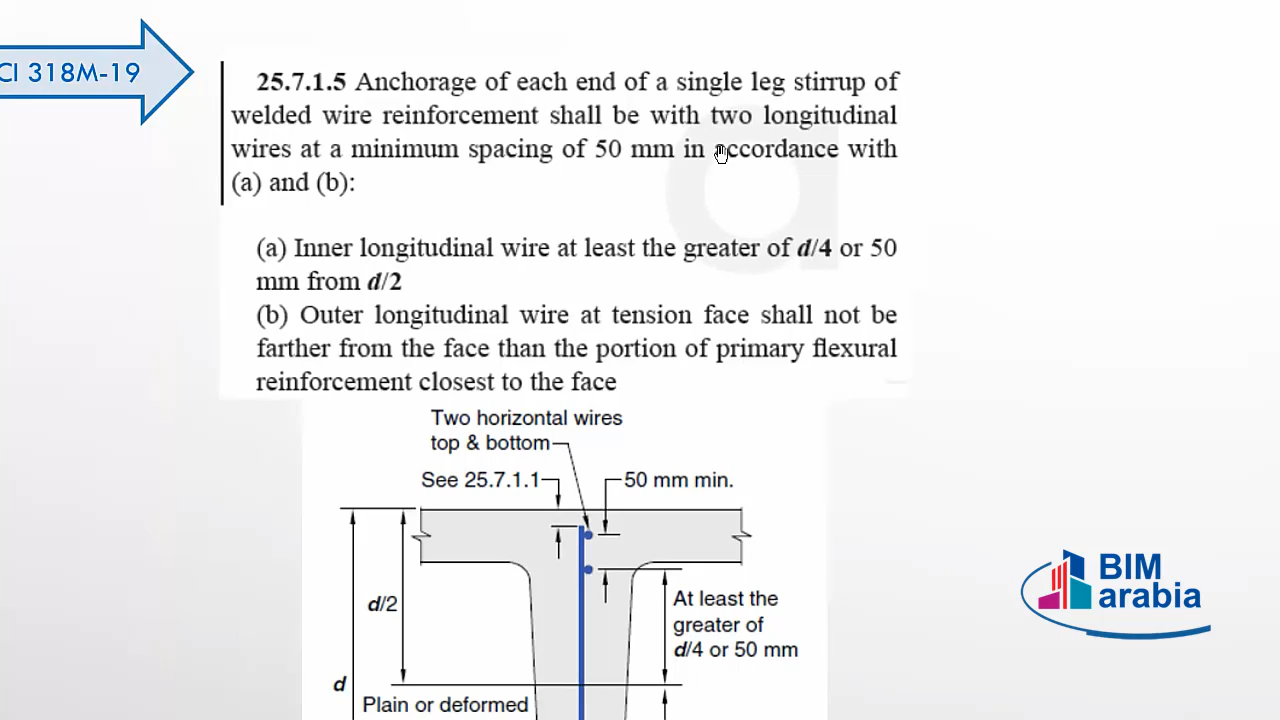 CI 318M-19
25.7.1.5 Anchorage of each end of a single leg stirrup of
welded wire reinforcement shall be with two longitudinal
wires at a minimum spacing of 50 mm in accordance with
(a) and (b):
(a) Inner longitudinal wire at least the greater of d/4 or 50
mm from d/2
(b) Outer longitudinal wire at tension face shall not be
farther from the face than the portion of primary flexural
reinforcement closest to the face
Two horizontal wires
top & bottom
See 25.7.1.1
50 mm min.
d/2
At least the
greater of
d/4 or 50 mm
d
Plain or deformed
BIM
arabia